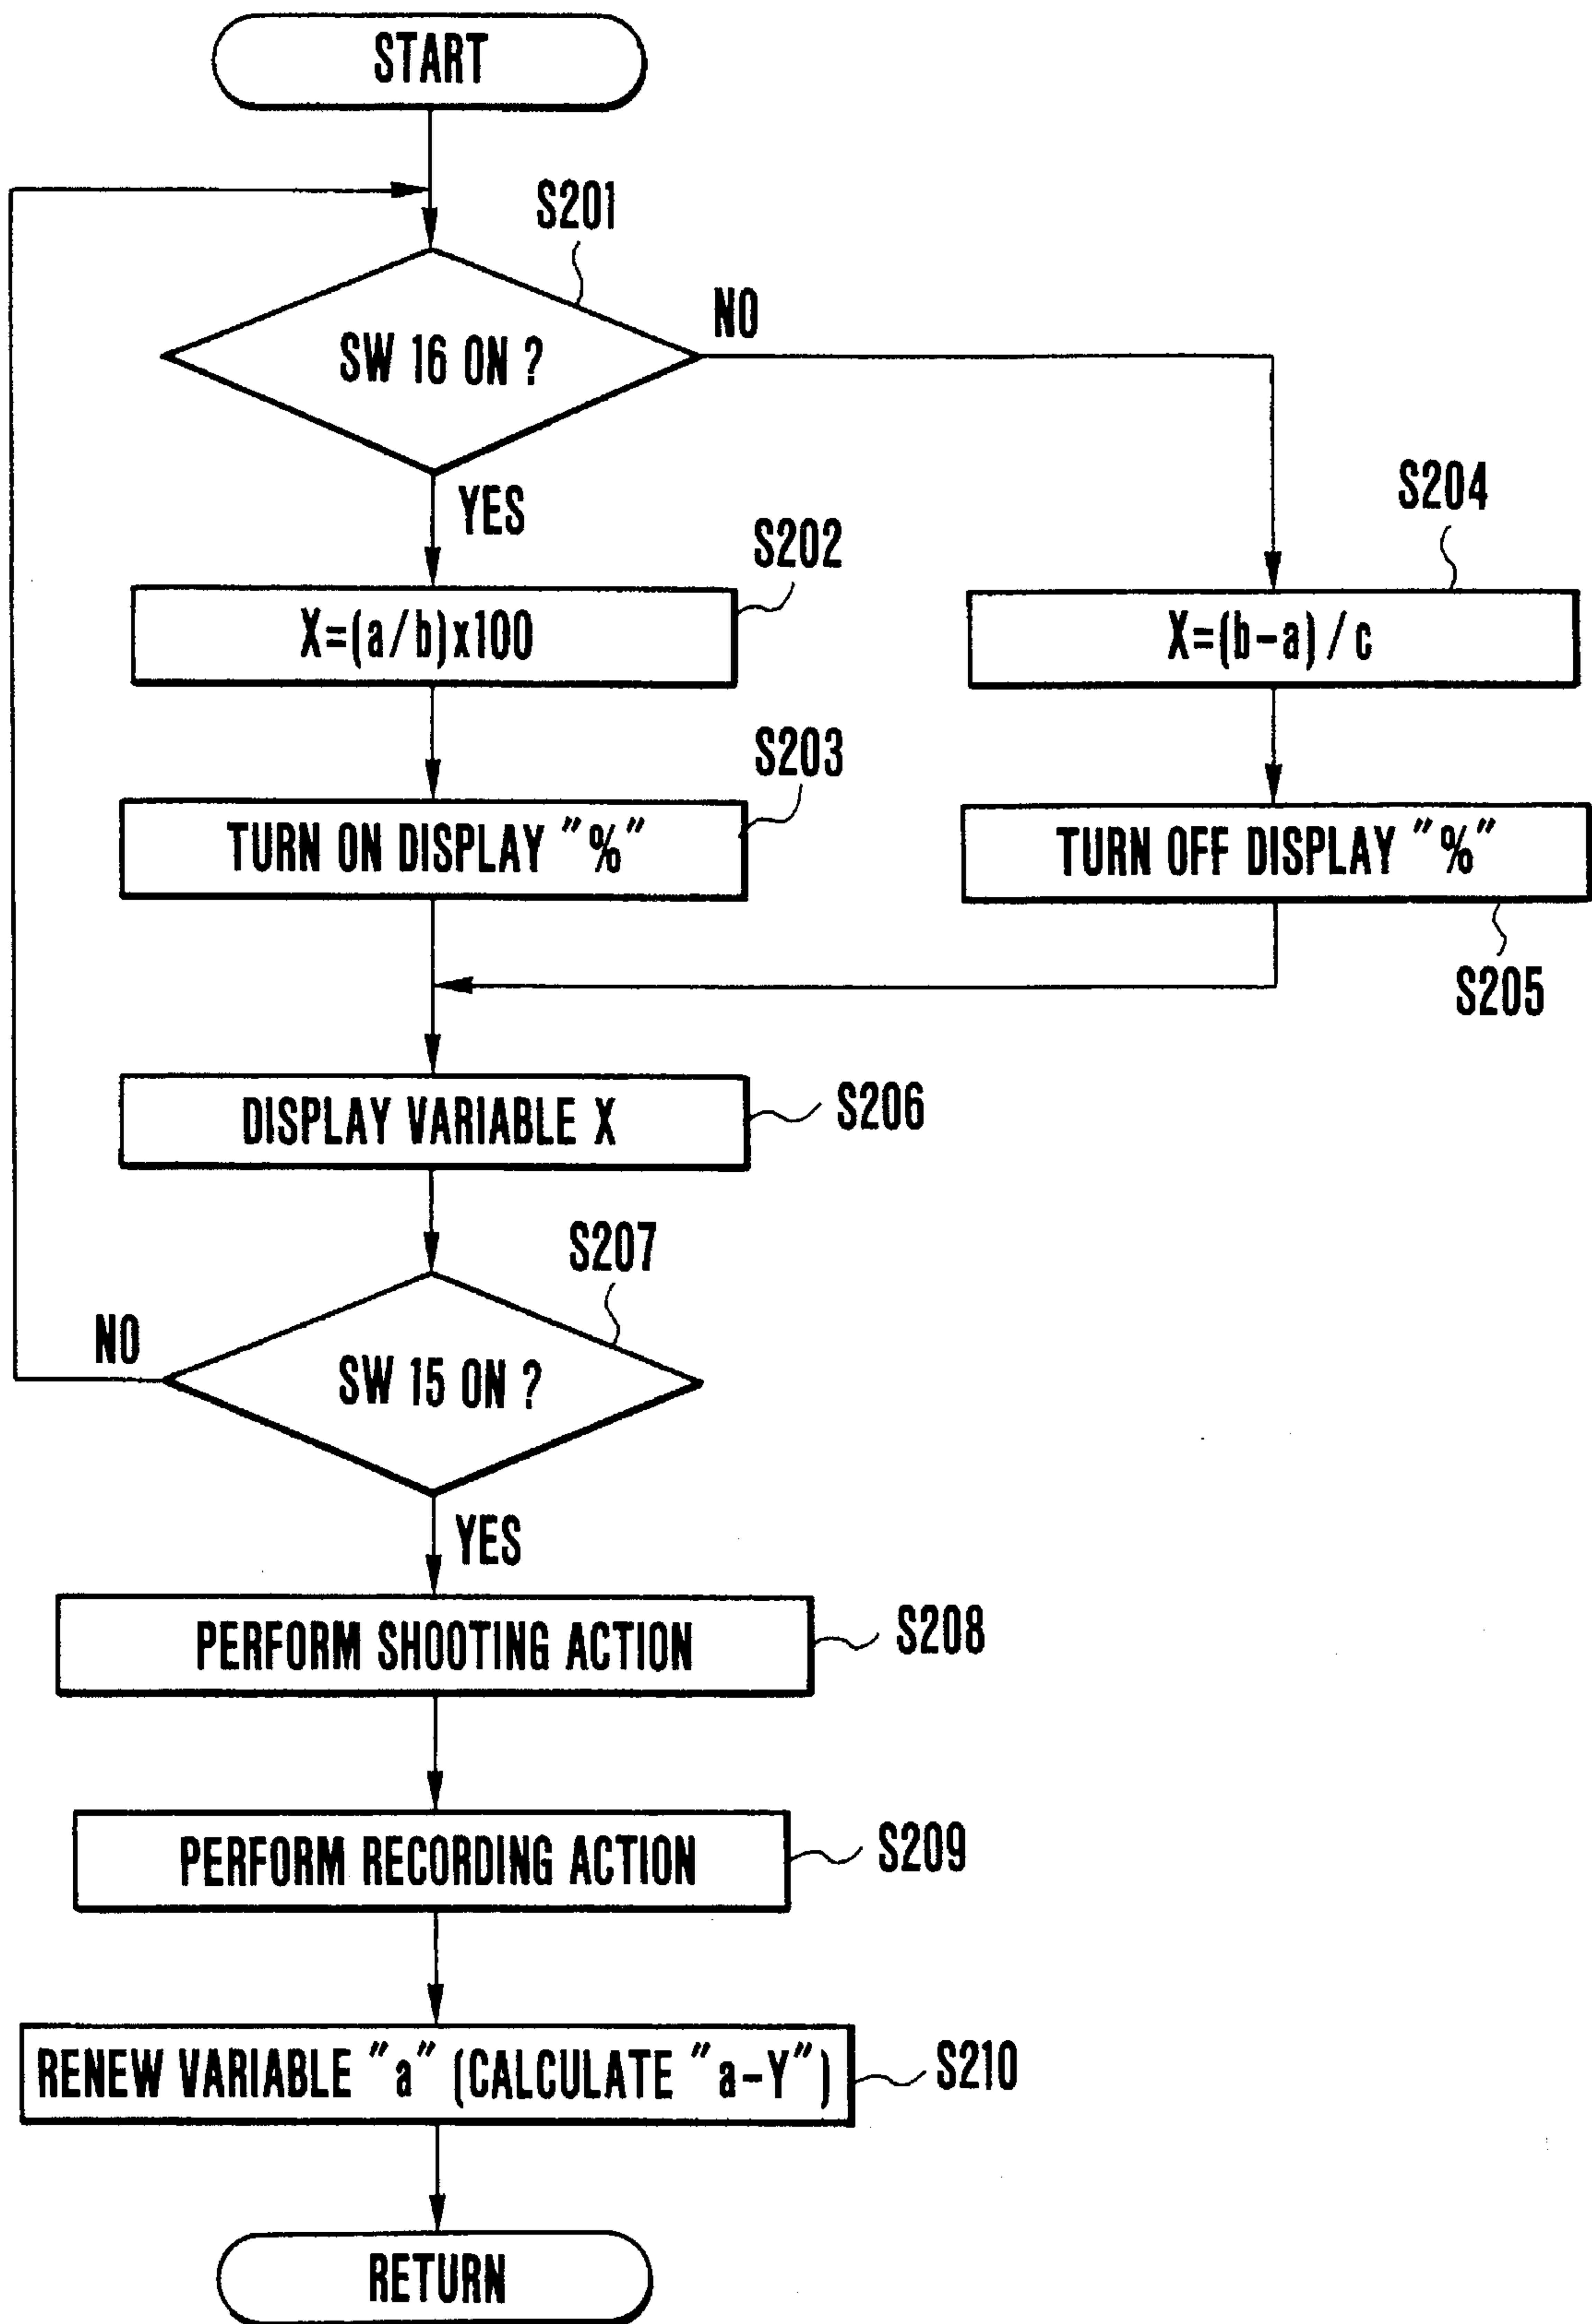 START
S201
SW 16 ON ?
NO
YES
S202
X=(a/b)x100
S204
X=(b-a)/c
S203
TURN ON DISPLAY "%"
TURN OFF DISPLAY "%"
S205
DISPLAY VARIABLE X
S206
S207
NO
SW 15 ON ?
YES
PERFORM SHOOTING ACTION
S208
PERFORM RECORDING ACTION
S209
RENEW VARIABLE "a" (CALCULATE "a-Y")
S210
RETURN